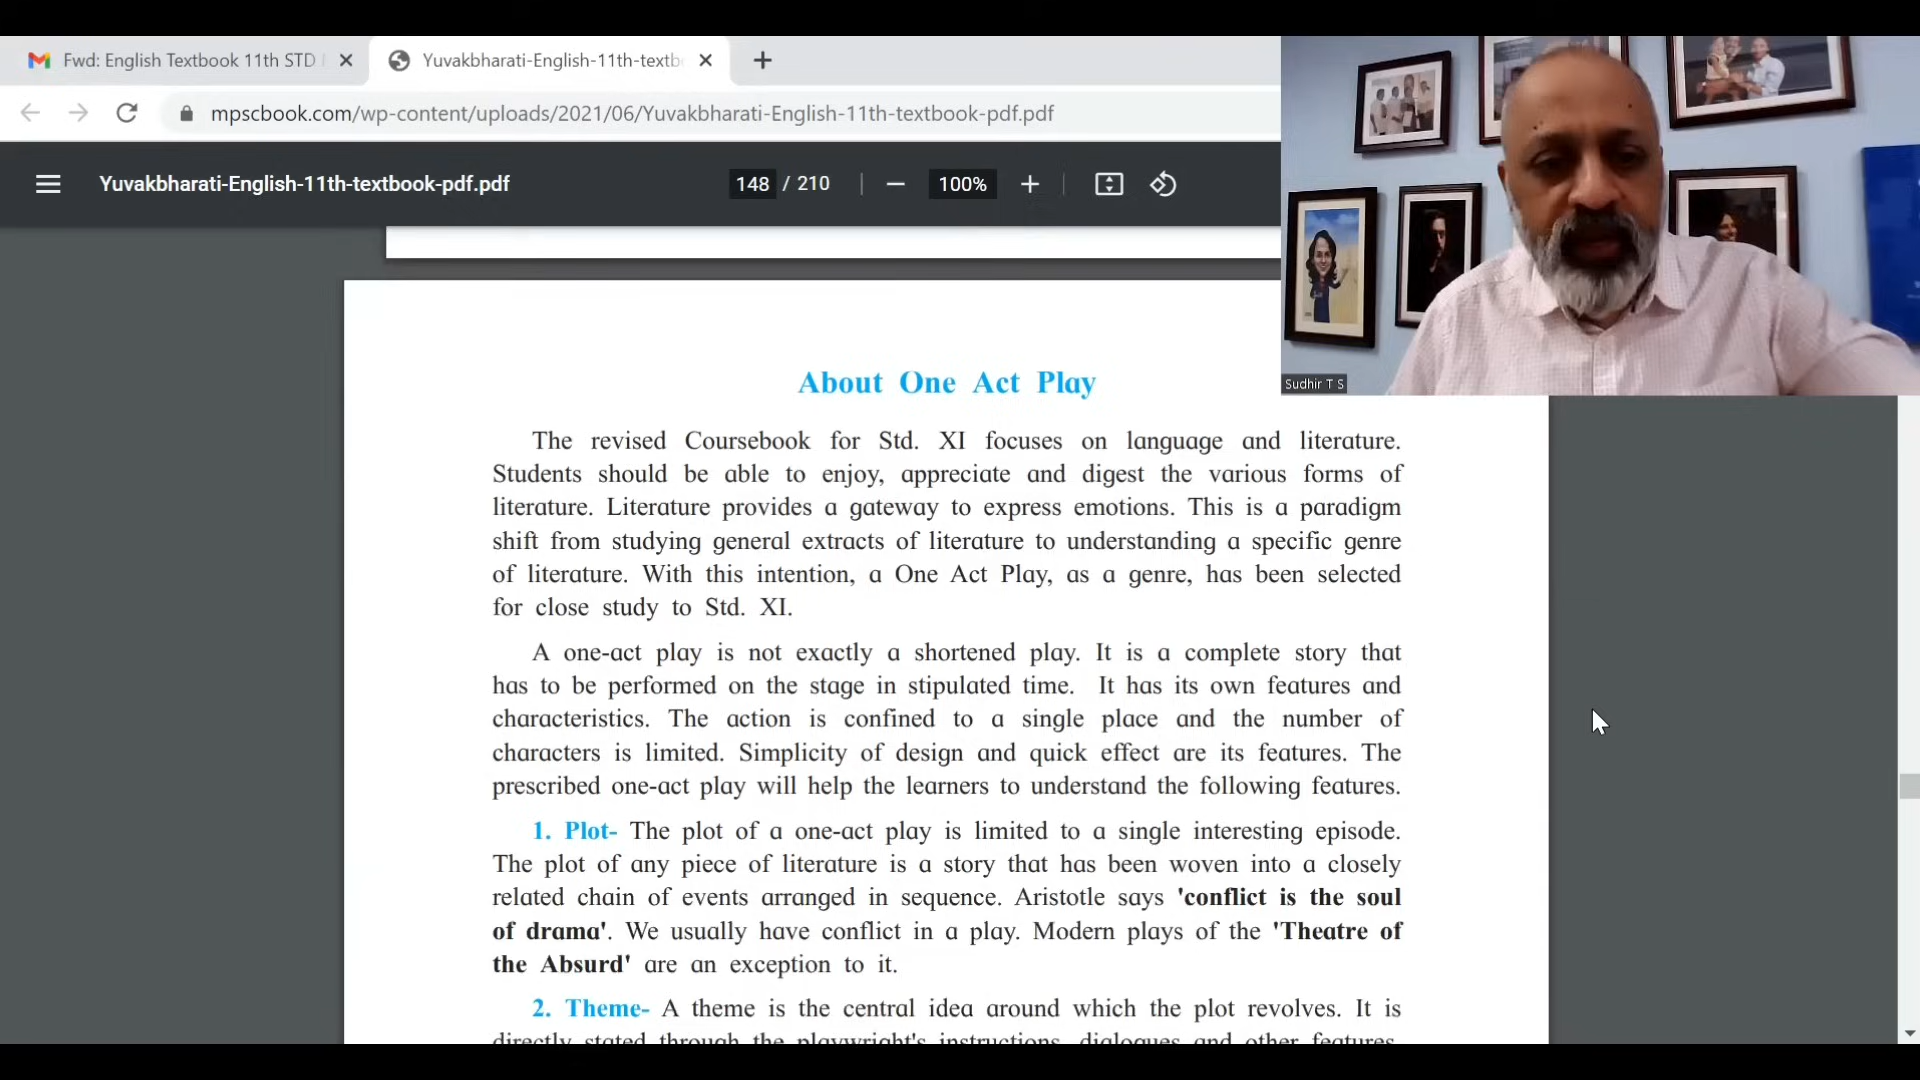 Fwd: English Textbook 11th STD
Yuvakbharati-English-11th-textb
mpscbook.com/wp-content/uploads/2021/06/Yuvakbharati-English-11th-textbook-pdf.pdf
Yuvakbharati-English-11th-textbook-pdf.pdf
148 / 210
100%
Sudhir T S
About One Act Play
The revised Coursebook for Std. XI focuses on language and literature.
Students should be able to enjoy, appreciate and digest the various forms of
literature. Literature provides a gateway to express emotions. This is a paradigm
shift from studying general extracts of literature to understanding a specific genre
of literature. With this intention, a One Act Play, as a genre, has been selected
for close study to Std. XI.
A one-act play is not exactly a shortened play. It is a complete story that
has to be performed on the stage in stipulated time. It has its own features and
characteristics. The action is confined to a single place and the number of
characters is limited. Simplicity of design and quick effect are its features. The
prescribed one-act play will help the learners to understand the following features.
1. Plot- The plot of a one-act play is limited to a single interesting episode.
The plot of any piece of literature is a story that has been woven into a closely
related chain of events arranged in sequence. Aristotle says 'conflict is the soul
of drama'. We usually have conflict in a play. Modern plays of the 'Theatre of
the Absurd' are an exception to it.
2. Theme- A theme is the central idea around which the plot revolves. It is
directly stated through the playwright's instructions, dialogues and other features.